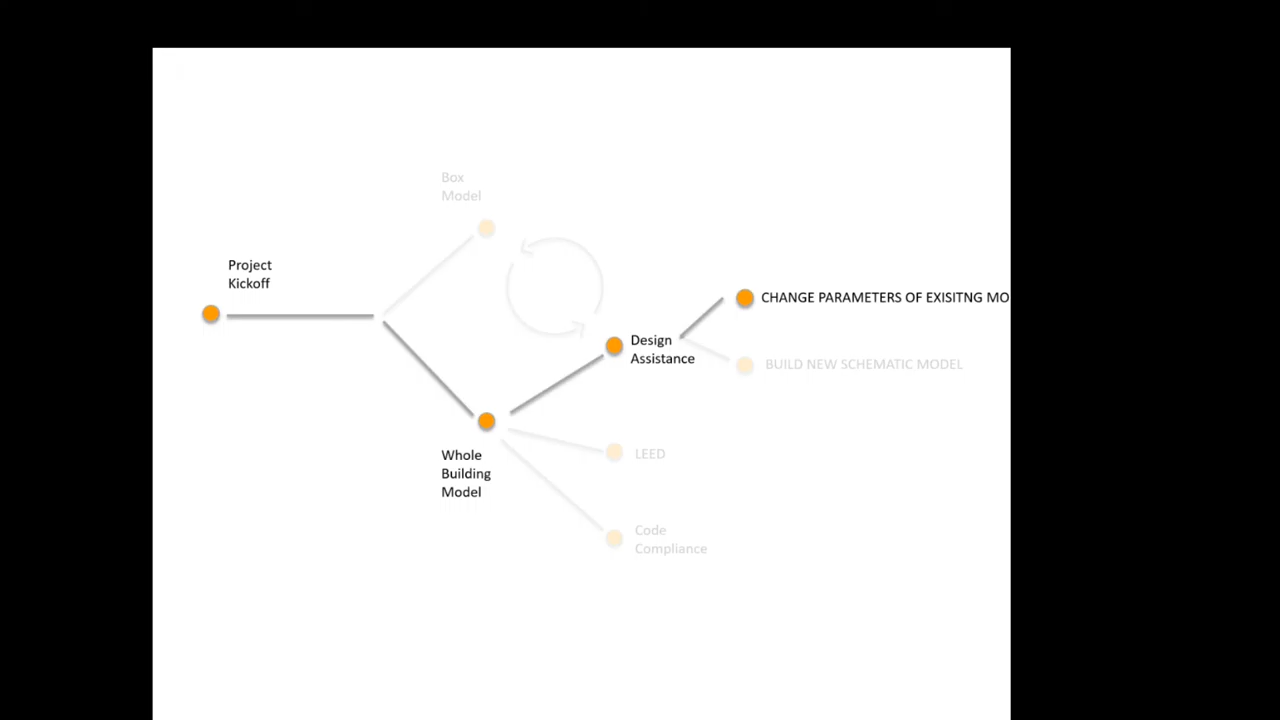 Box
Model
Project
Kickoff
CHANGE PARAMETERS OF EXISITNG MO
Design
Assistance
BUILD NEW SCHEMATIC MODEL
Whole
Building
Model
LEED
Code
Compliance